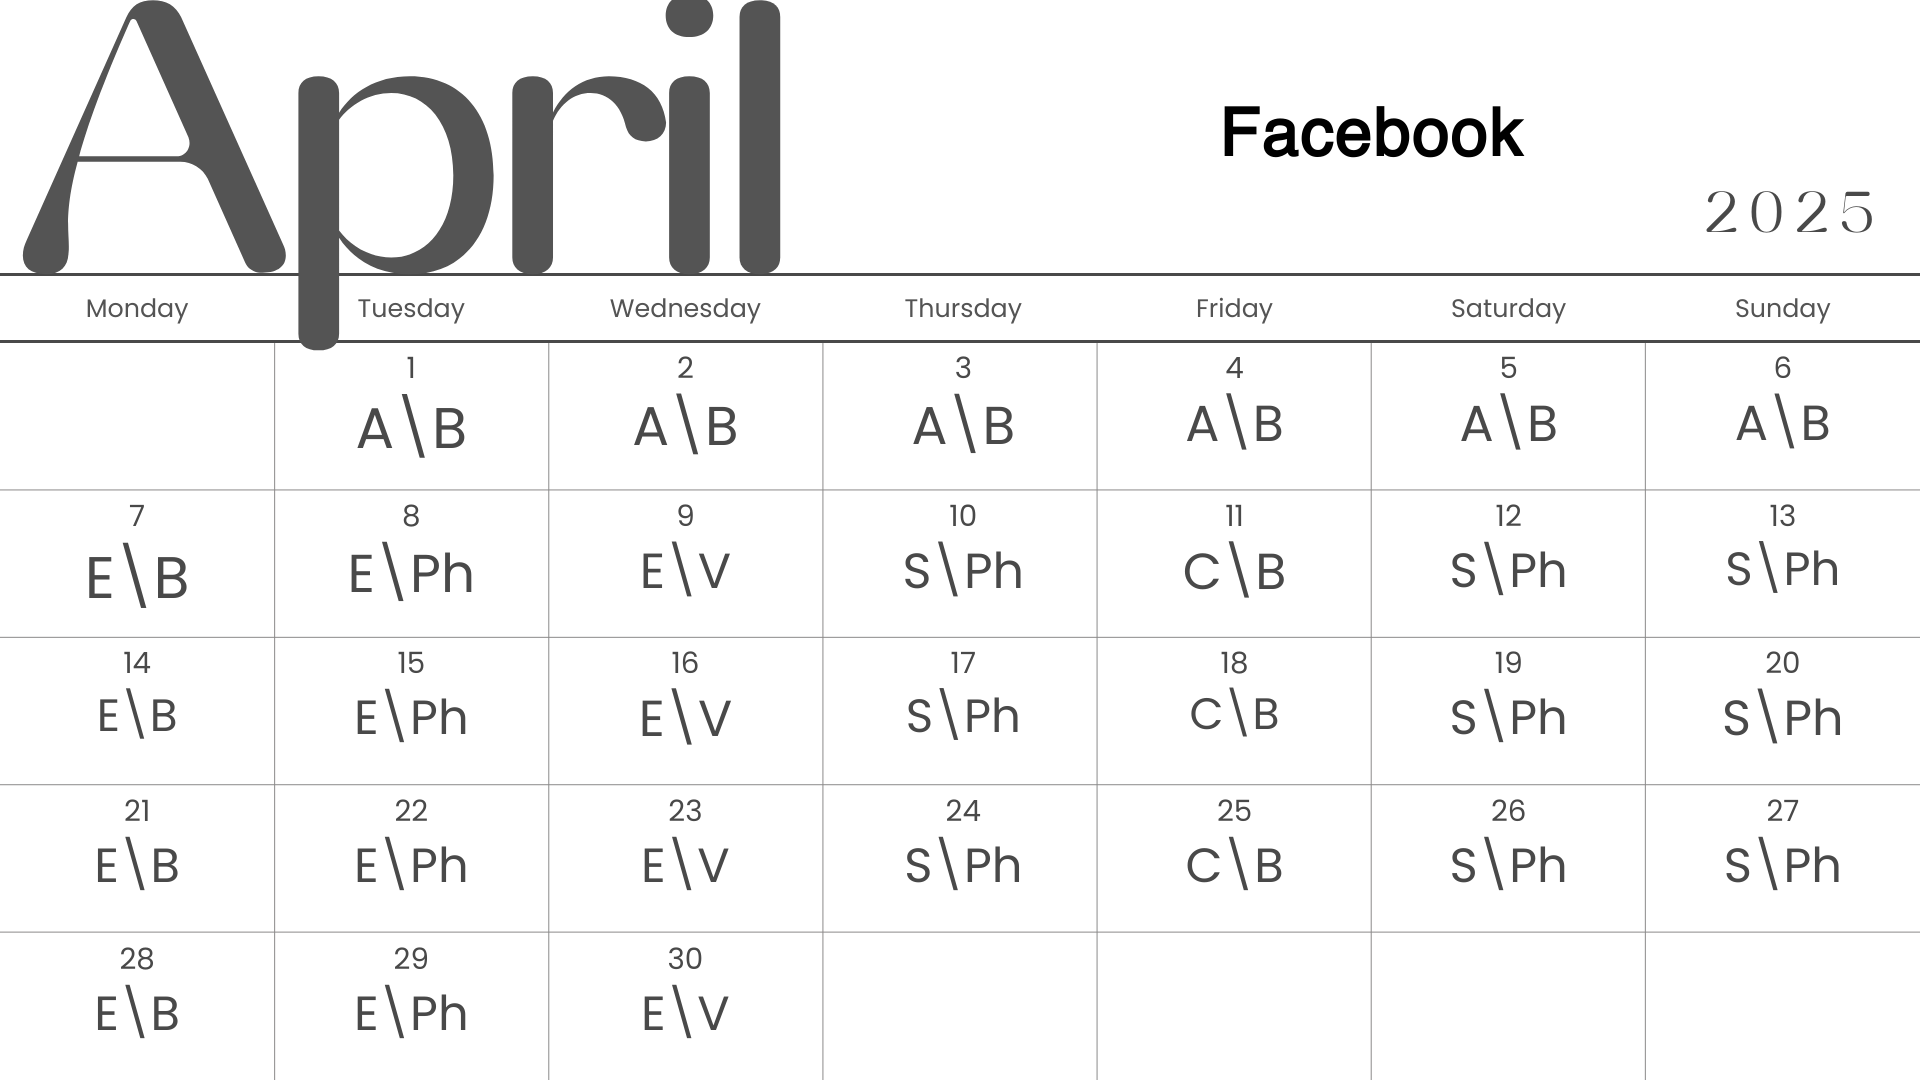 April
Facebook
2025
Monday Tuesday Wednesday Thursday Friday Saturday Sunday
1 2 3 4 5 6
A\B A\B A\B A\B A\B A\B
7 8 9 10 11 12 13
E\B E\Ph E\V S\Ph C\B S\Ph S\Ph
14 15 16 17 18 19 20
E\B E\Ph E\V S\Ph C\B S\Ph S\Ph
21 22 23 24 25 26 27
E\B E\Ph E\V S\Ph C\B S\Ph S\Ph
28 29 30
E\B E\Ph E\V